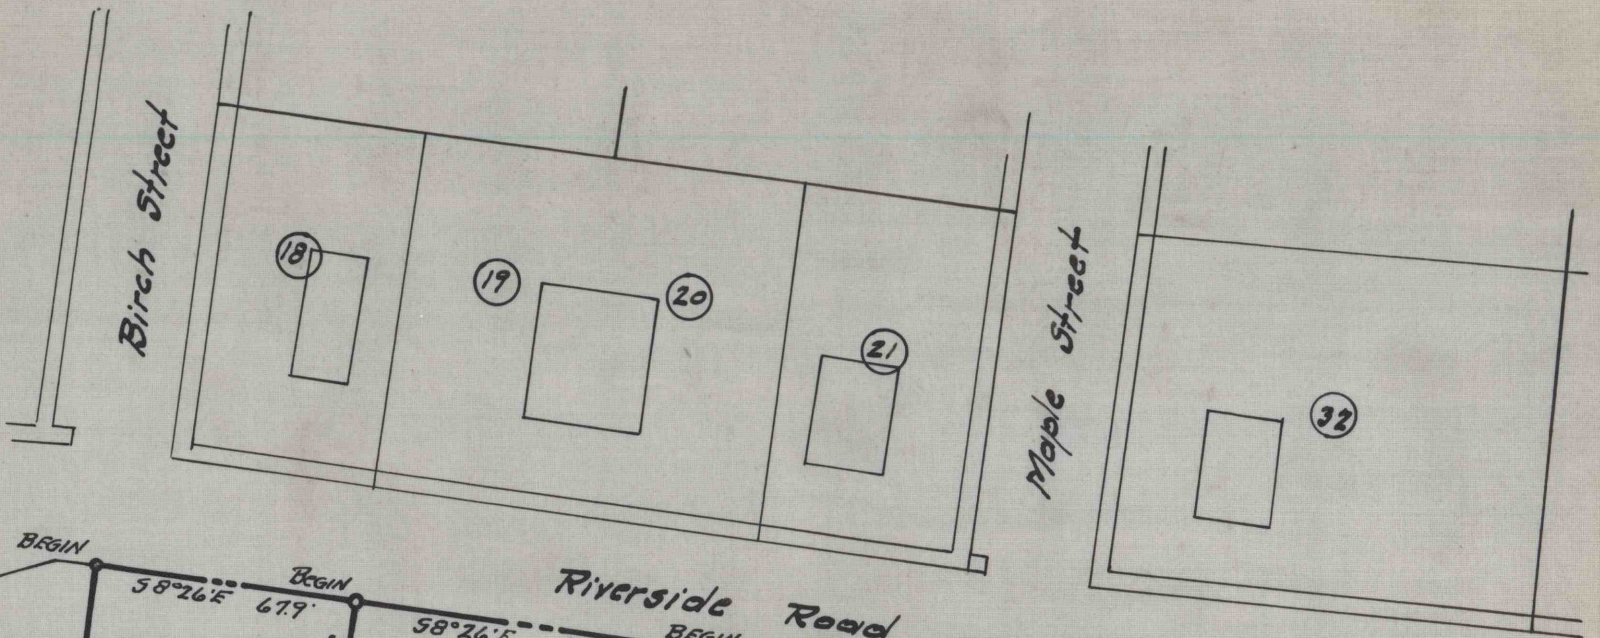 Birch Street
18
19
20
21
Maple Street
32
BEGIN
S8°26'E 67.9'
BEGIN
Riverside Road
S8°26'E
BEGIN